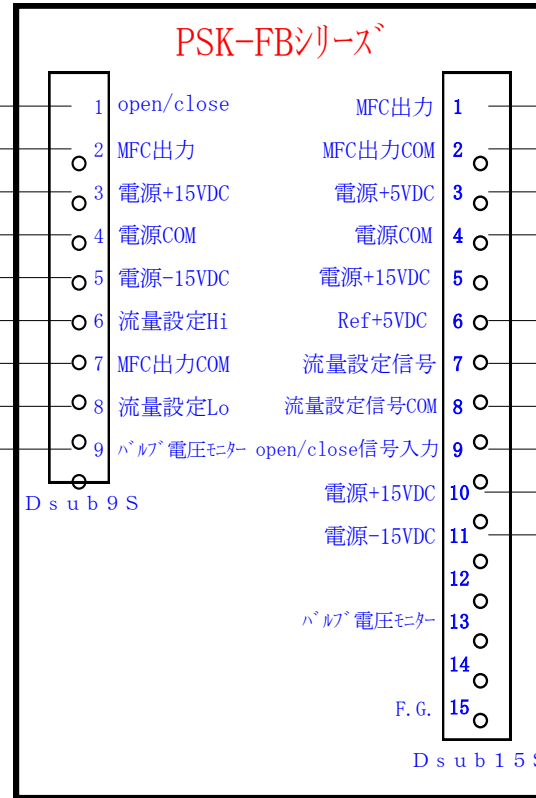 PSK-FBシリーズ
1 open/close
2 MFC出力
3 電源+15VDC
4 電源COM
5 電源-15VDC
6 流量設定Hi
7 MFC出力COM
8 流量設定Lo
9 バルブ電圧モニター
Dsub9S
MFC出力 1
MFC出力COM 2
電源+5VDC 3
電源COM 4
電源+15VDC 5
Ref+5VDC 6
流量設定信号 7
流量設定信号COM 8
open/close信号入力 9
電源+15VDC 10
電源-15VDC 11
12
バルブ電圧モニター 13
14
F.G. 15
Dsub15S